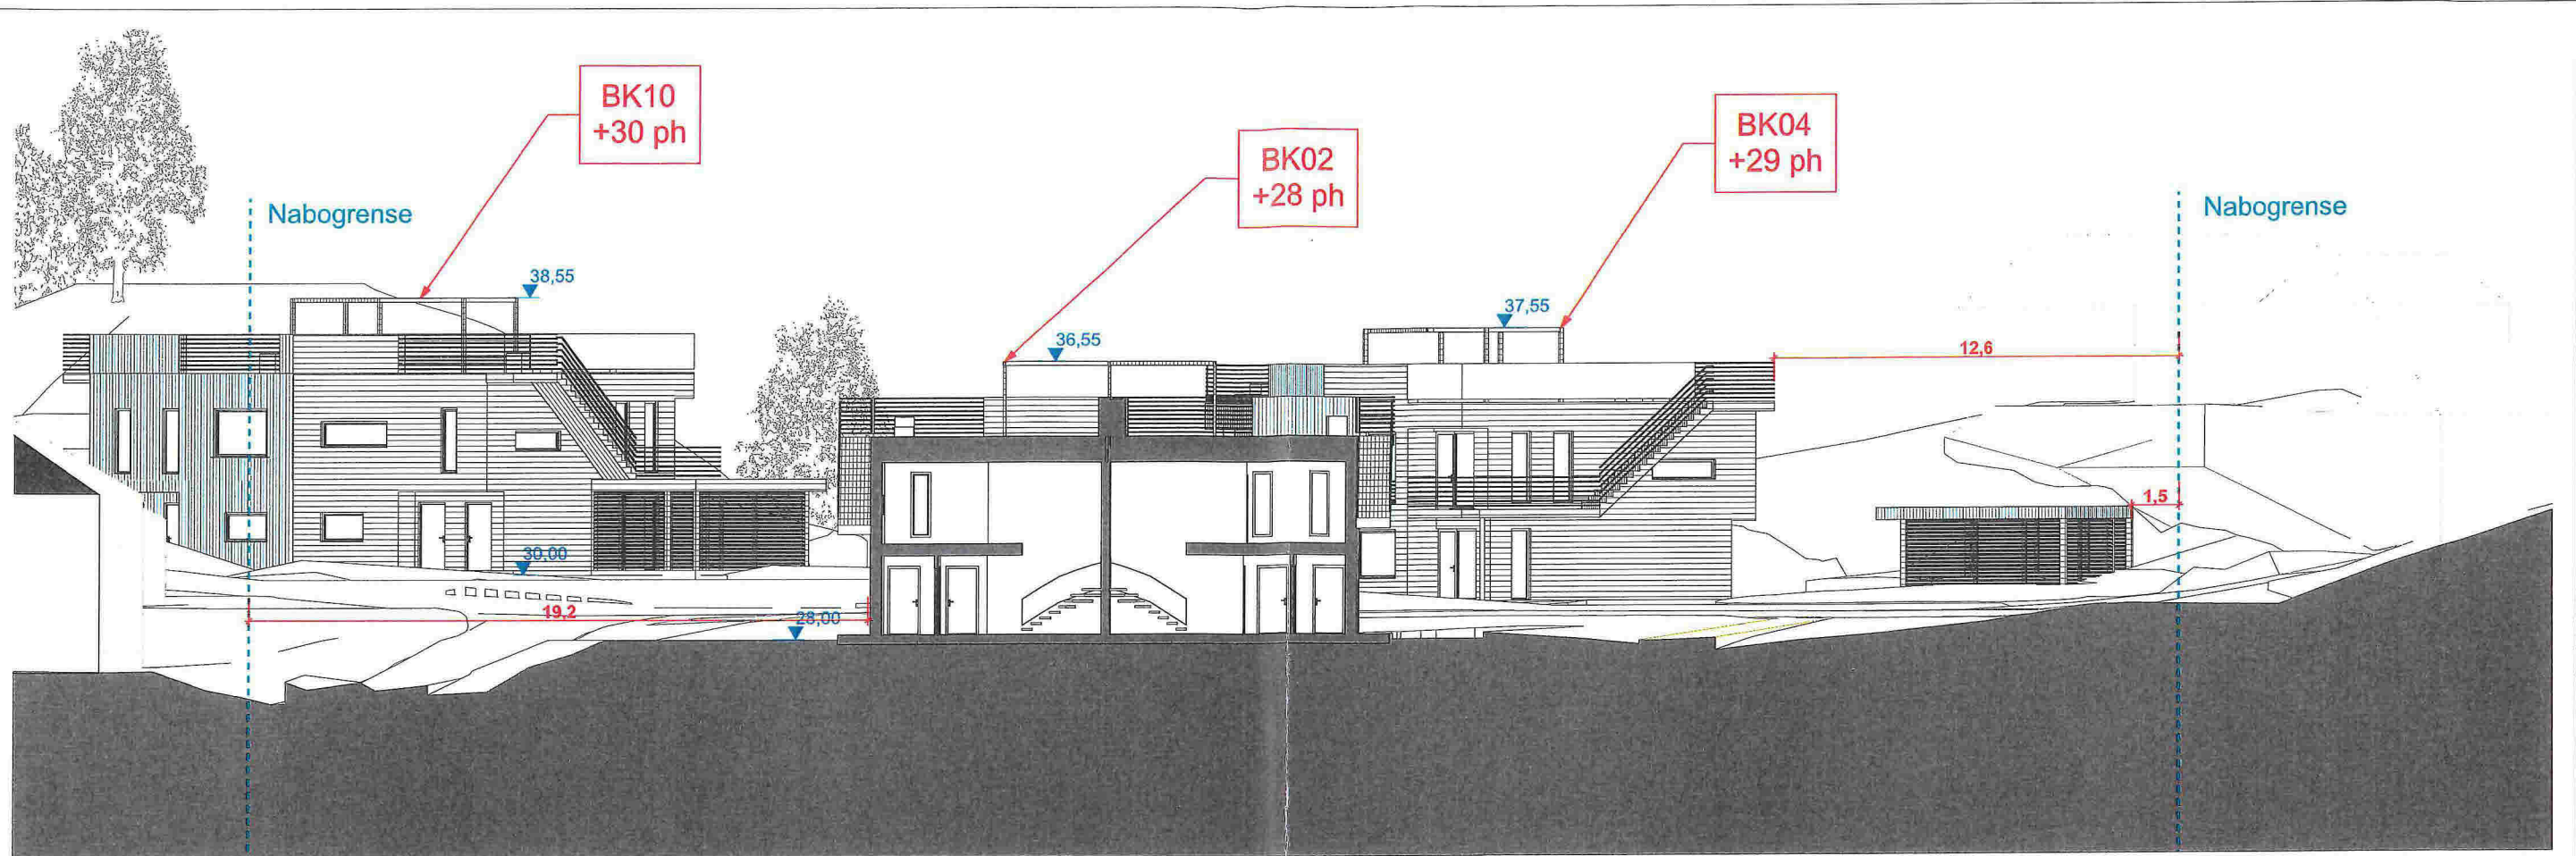 BK10
+30 ph
BK02
+28 ph
BK04
+29 ph
Nabogrense
Nabogrense
38,55
36,55
37,55
12,6
1,5
30,00
19,2
28,00